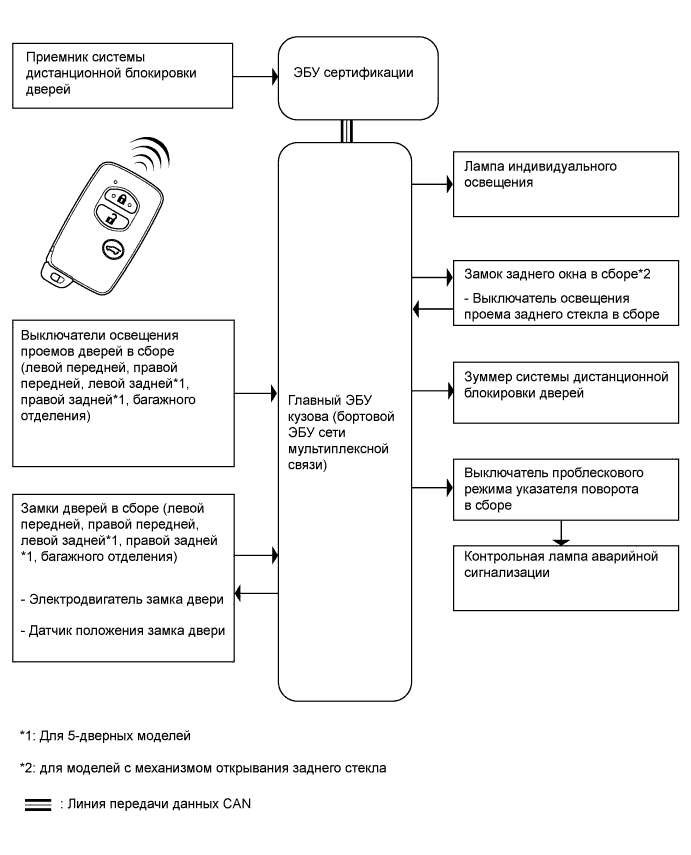 Приемник системы
дистанционной блокировки
дверей
ЭБУ сертификации
Лампа индивидуального
освещения
Замок заднего окна в сборе*2
- Выключатель освещения
проема заднего стекла в сборе
Выключатели освещения
проемов дверей в сборе
(левой передней, правой
передней, левой задней*1,
правой задней*1, багажного
отделения)
Главный ЭБУ
кузова (бортовой
ЭБУ сети
мультиплексной
связи)
Зуммер системы дистанционной
блокировки дверей
Выключатель проблескового
режима указателя поворота
в сборе
Контрольная лампа аварийной
сигнализации
Замки дверей в сборе (левой
передней, правой передней,
левой задней*1, правой задней
*1, багажного отделения)
- Электродвигатель замка двери
- Датчик положения замка двери
*1: Для 5-дверных моделей
*2: для моделей с механизмом открывания заднего стекла
: Линия передачи данных CAN